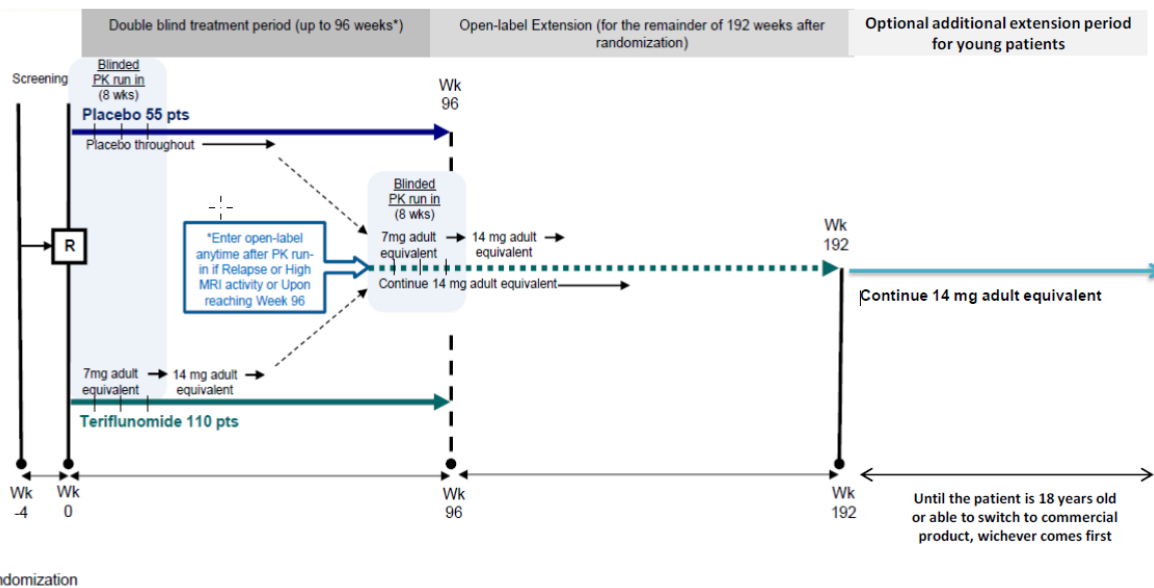 Double blind treatment period (up to 96 weeks*)
Open-label Extension (for the remainder of 192 weeks after
randomization)
Optional additional extension period
for young patients
Screening
Blinded
PK run in
(8 wks)
Wk
96
Placebo 55 pts
Placebo throughout
Blinded
PK run in
(8 wks)
R
*Enter open-label
anytime after PK run-
in if Relapse or High
MRI activity or Upon
reaching Week 96
7mg adult
equivalent
14 mg adult
equivalent
Continue 14 mg adult equivalent
Wk
192
Continue 14 mg adult equivalent
7mg adult
equivalent
14 mg adult
equivalent
Teriflunomide 110 pts
Wk
-4
Wk
0
Wk
96
Wk
192
Until the patient is 18 years old
or able to switch to commercial
product, wichever comes first
ndomization